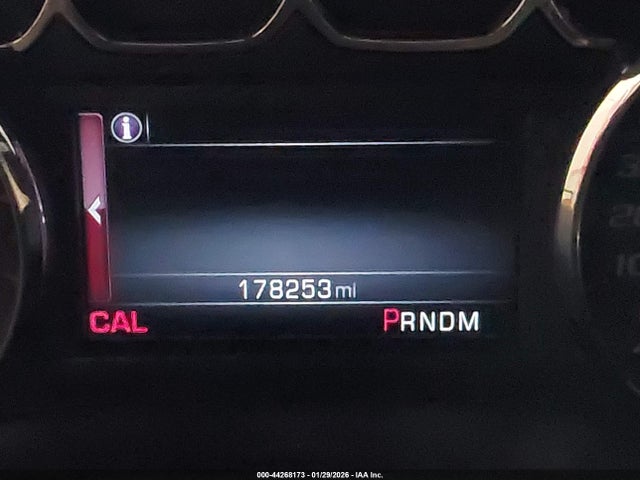 i
178253 mi
CAL PRNDM
000-44268173 - 01/29/2026 - IAA Inc.